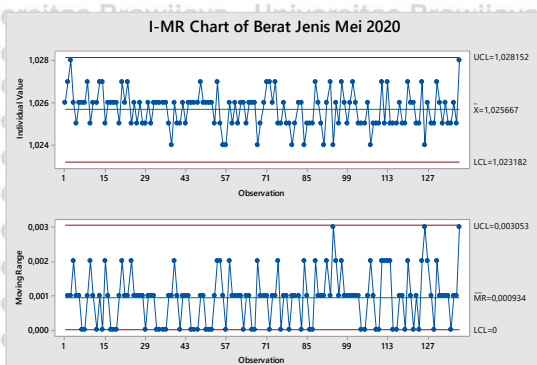 I-MR Chart of Berat Jenis Mei 2020
UCL=1,028152
X=1,025667
LCL=1,023182
1,028
1,026
1,024
Individual Value
1 15 29 43 57 71 85 99 113 127
Observation
UCL=0,003053
MR=0,000934
LCL=0
0,003
0,002
0,001
0,000
Moving Range
1 15 29 43 57 71 85 99 113 127
Observation